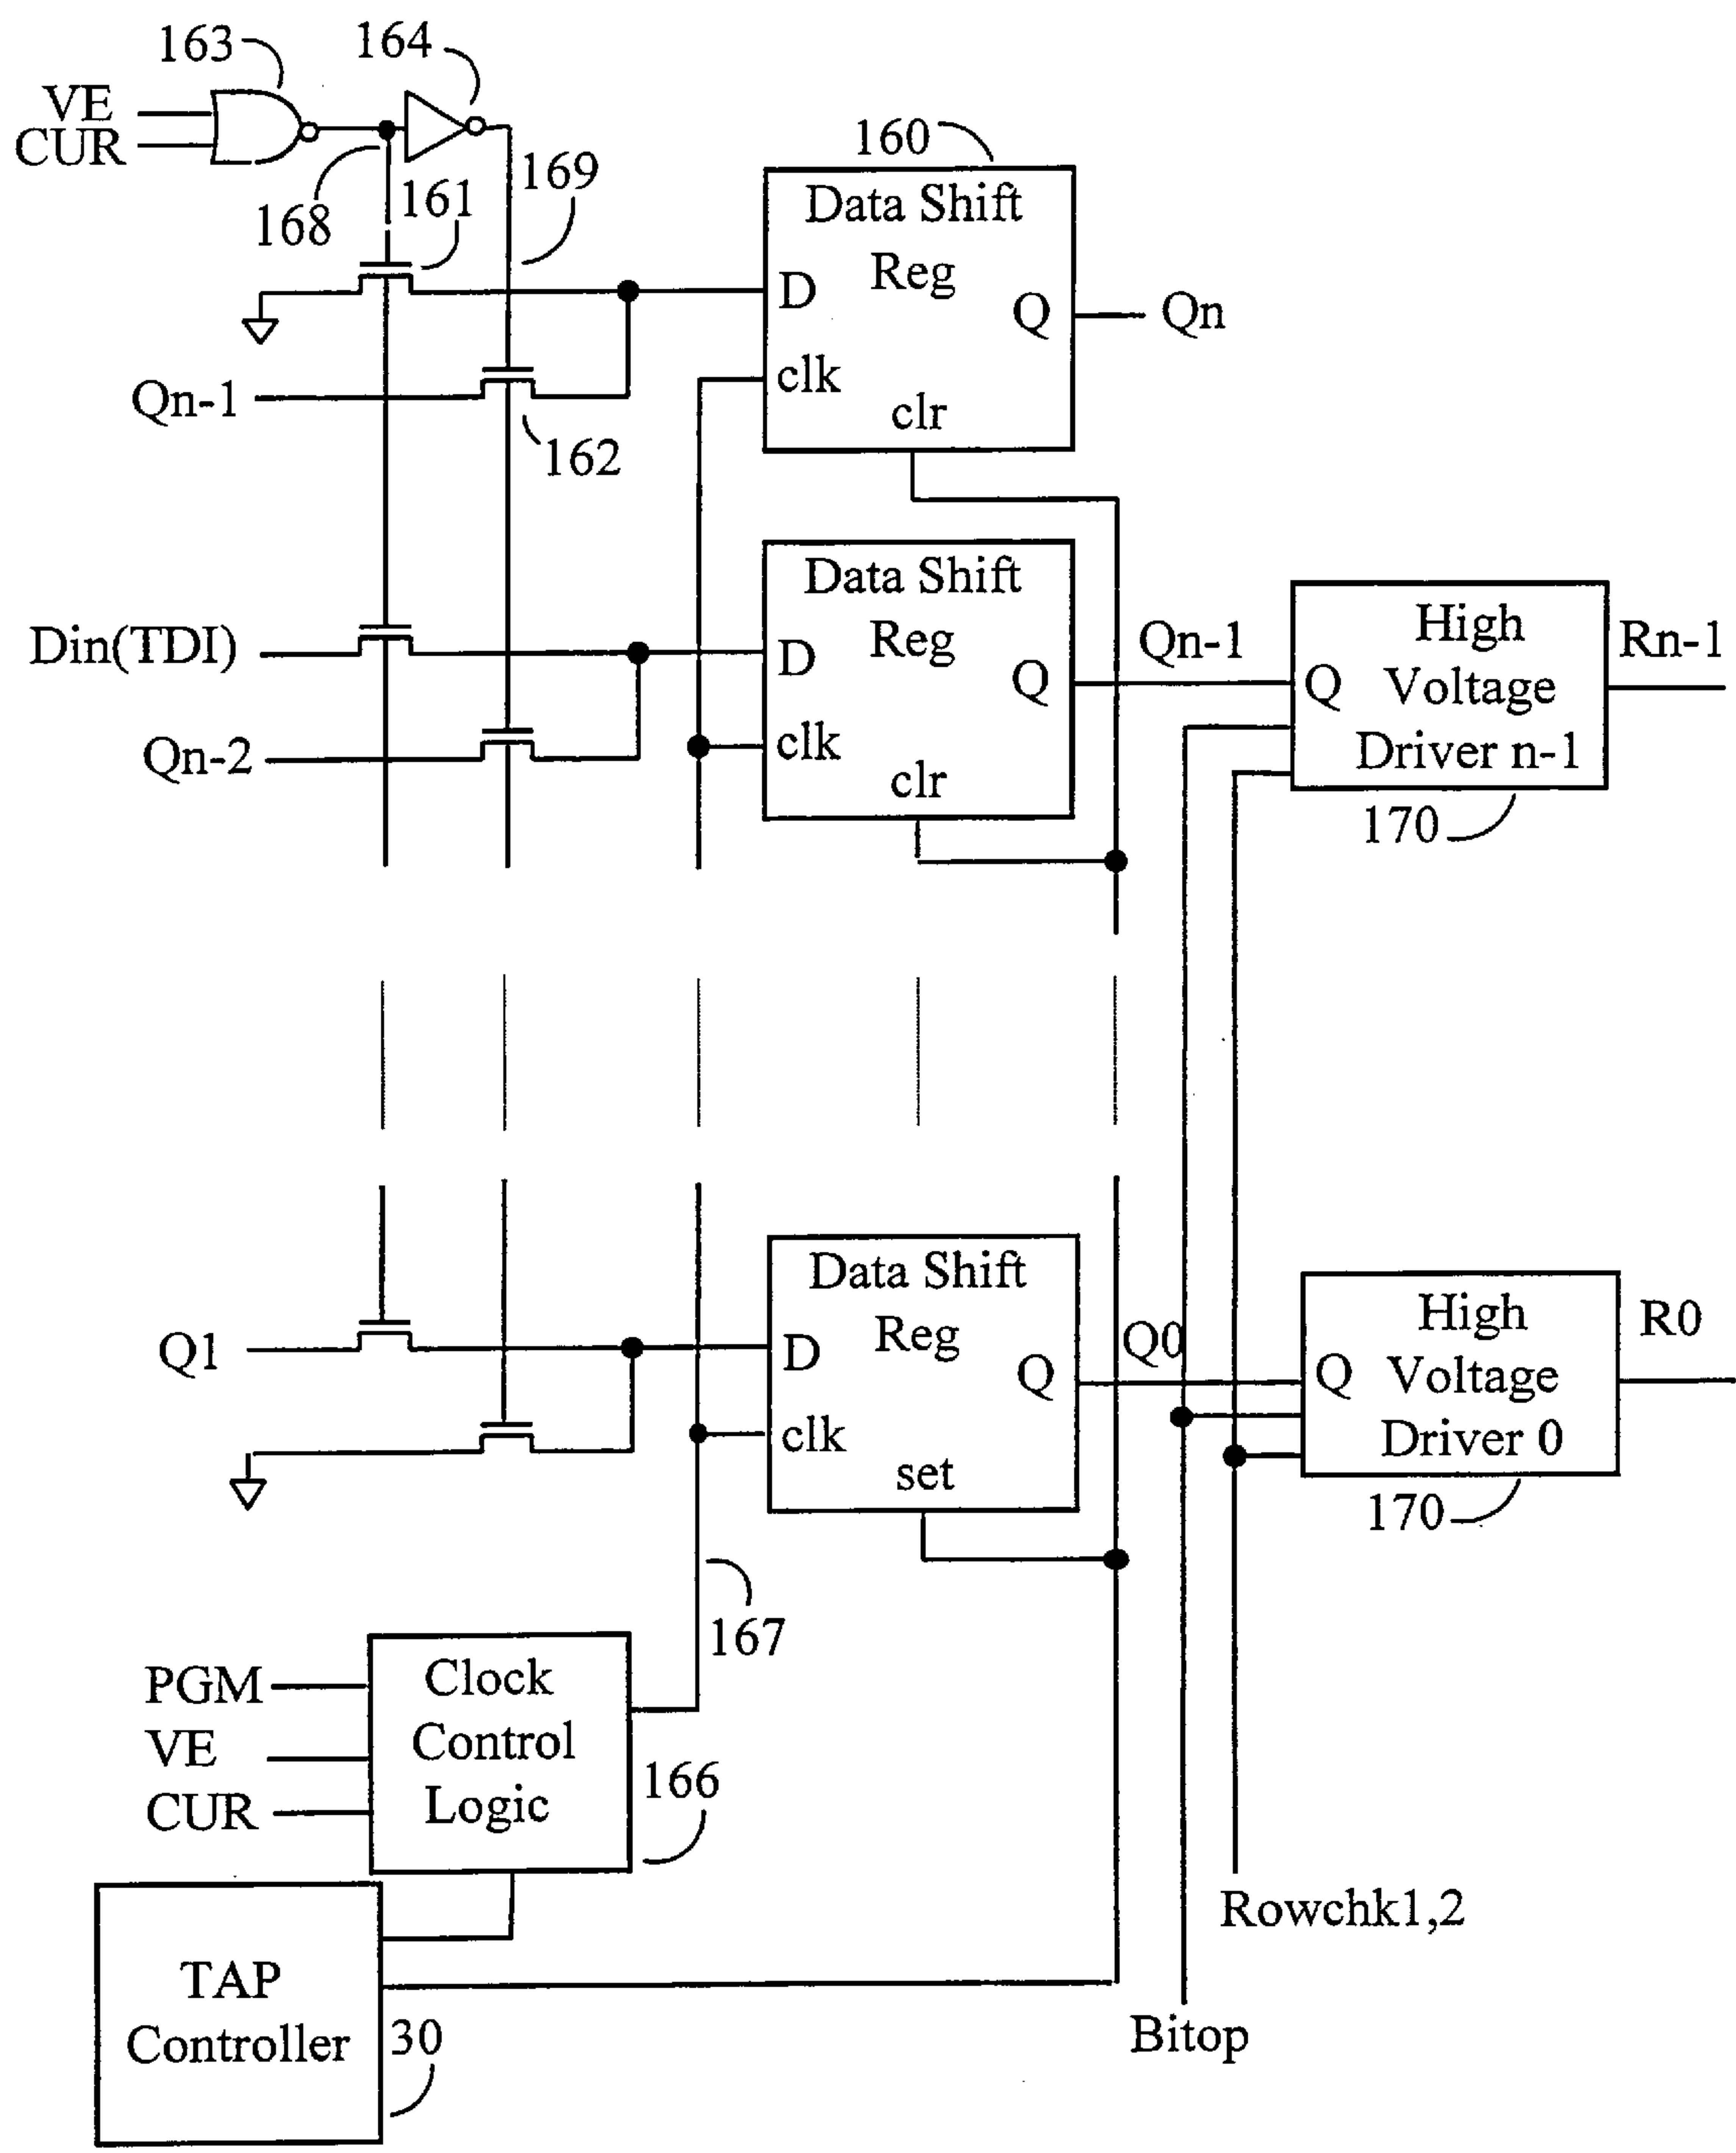 163
164
VE
CUR
160
169
161
168
Data Shift
Reg
D
Q
Qn
clk
clr
Qn-1
162
Data Shift
Reg
D
Q
clk
clr
Din(TDI)
Qn-2
Qn-1
High
Voltage
Driver n-1
Q
Rn-1
170
Data Shift
Reg
D
Q
clk
set
Q1
Q0
High
Voltage
Driver 0
Q
R0
170
167
PGM
VE
CUR
Clock
Control
Logic
166
Rowchk1,2
TAP
Controller
30
Bitop